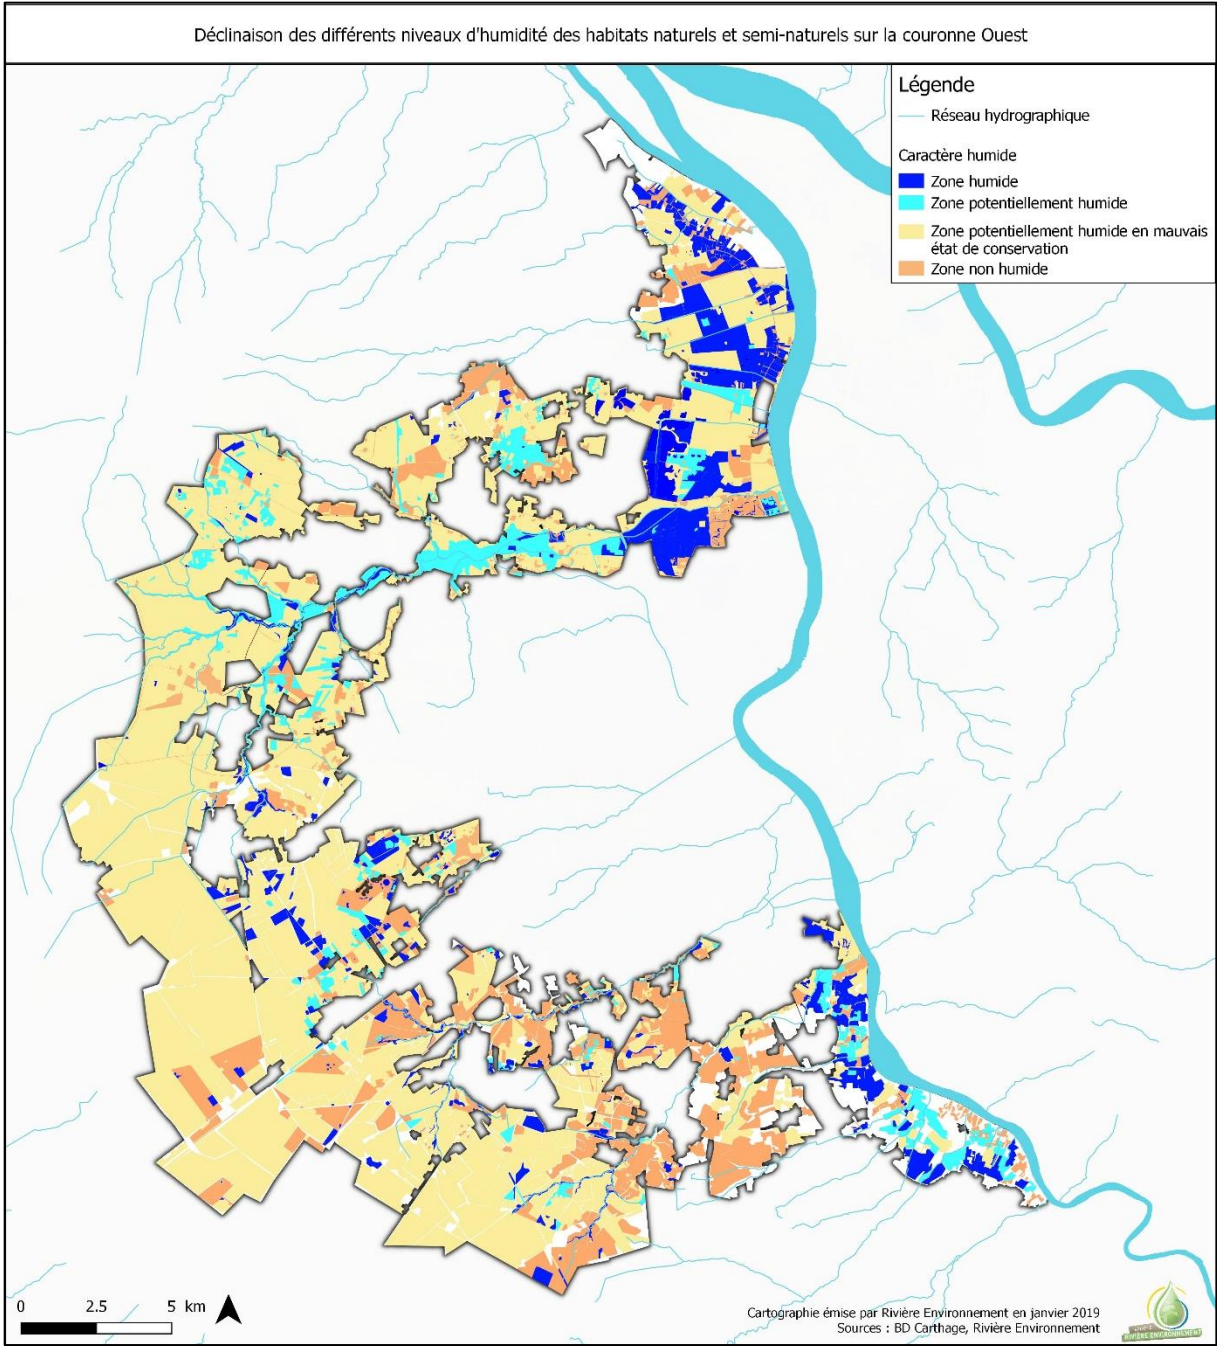 Déclinaison des différents niveaux d'humidité des habitats naturels et semi-naturels sur la couronne Ouest
Légende
Réseau hydrographique
Caractère humide
Zone humide
Zone potentiellement humide
Zone potentiellement humide en mauvais
état de conservation
Zone non humide
0 2.5 5 km
Cartographie émise par Rivière Environnement en janvier 2019
Sources : BD Carthage, Rivière Environnement
RIVIÈRE ENVIRONNEMENT